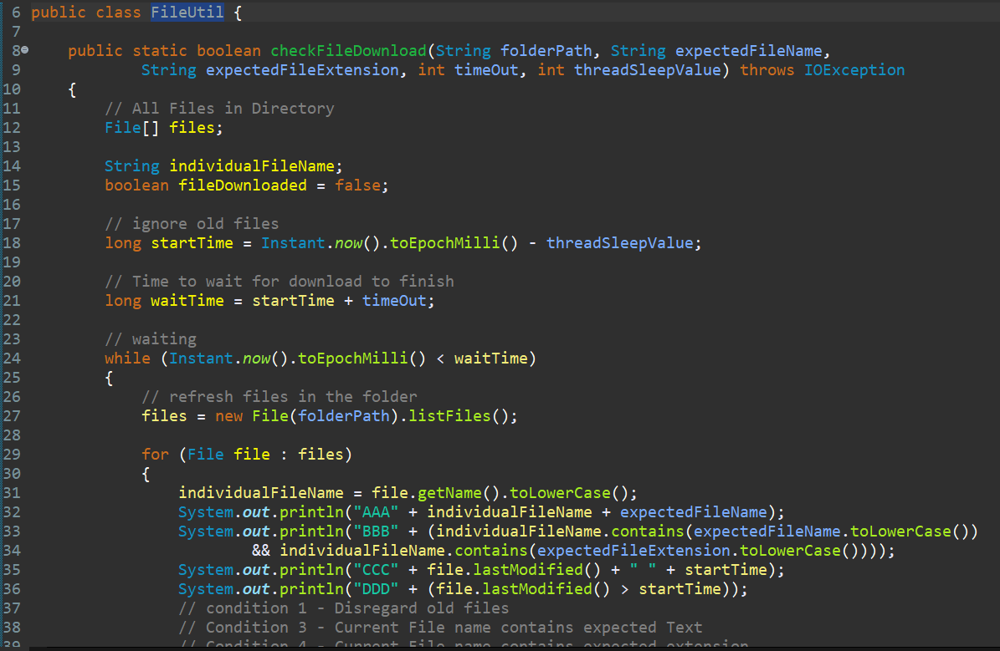 6 public class FileUtil {
7
8 public static boolean checkFileDownload(String folderPath, String expectedFileName,
9 String expectedFileExtension, int timeOut, int threadSleepValue) throws IOException
10 {
11 // All Files in Directory
12 File[] files;
13
14 String individualFileName;
15 boolean fileDownloaded = false;
16
17 // ignore old files
18 long startTime = Instant.now().toEpochMilli() - threadSleepValue;
19
20 // Time to wait for download to finish
21 long waitTime = startTime + timeOut;
22
23 // waiting
24 while (Instant.now().toEpochMilli() < waitTime)
25 {
26 // refresh files in the folder
27 files = new File(folderPath).listFiles();
28
29 for (File file : files)
30 {
31 individualFileName = file.getName().toLowerCase();
32 System.out.println("AAA" + individualFileName + expectedFileName);
33 System.out.println("BBB" + (individualFileName.contains(expectedFileName.toLowerCase())
34 && individualFileName.contains(expectedFileExtension.toLowerCase())));
35 System.out.println("CCC" + file.lastModified() + " " + startTime);
36 System.out.println("DDD" + (file.lastModified() > startTime));
37 // condition 1 - Disregard old files
38 // Condition 3 - Current File name contains expected Text
39 // Condition 4 - Current File name contains expected extension